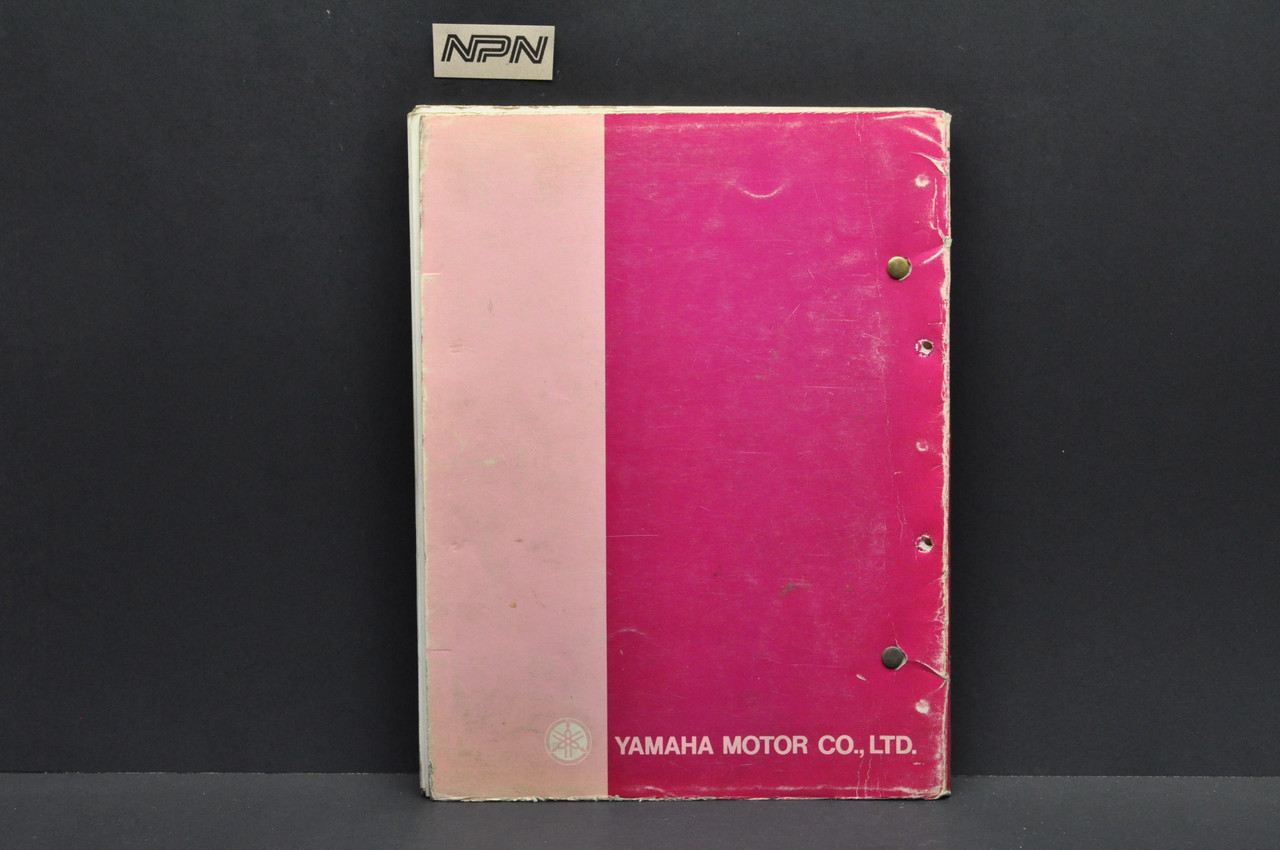 NPN
YAMAHA MOTOR CO., LTD.